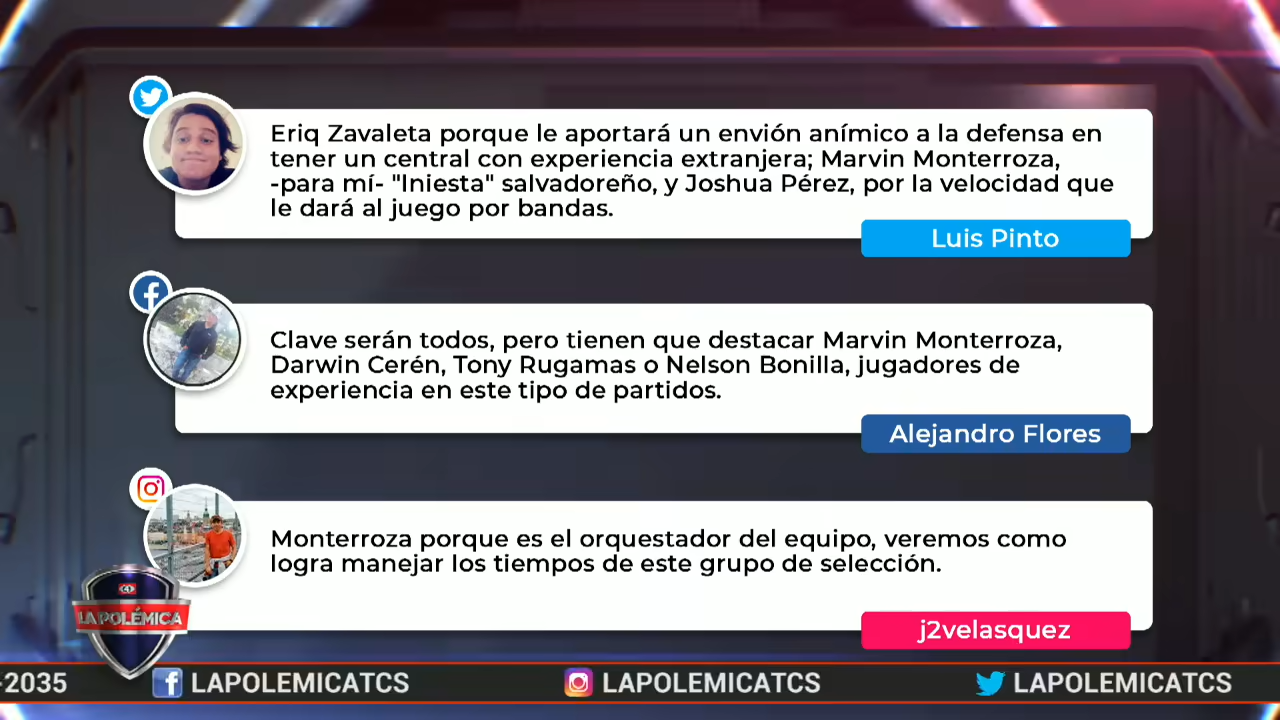 Eriq Zavaleta porque le aportará un envión anímico a la defensa en
tener un central con experiencia extranjera; Marvin Monterroza,
-para mí- "Iniesta" salvadoreño, y Joshua Pérez, por la velocidad que
le dará al juego por bandas.
Luis Pinto
Clave serán todos, pero tienen que destacar Marvin Monterroza,
Darwin Cerén, Tony Rugamas o Nelson Bonilla, jugadores de
experiencia en este tipo de partidos.
Alejandro Flores
Monterroza porque es el orquestador del equipo, veremos como
logra manejar los tiempos de este grupo de selección.
j2velasquez
4
LA POLÉMICA
-2035 LAPOLEMICATCS LAPOLEMICATCS LAPOLEMICATCS